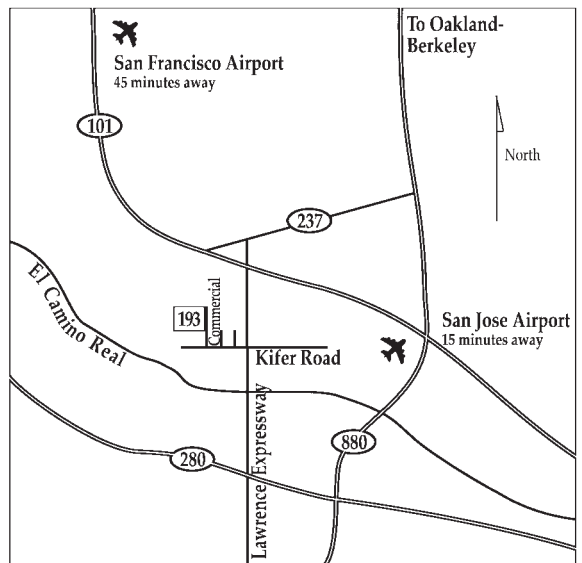 To Oakland-
Berkeley
San Francisco Airport
45 minutes away
101
North
237
El Camino Real
193
Commercial
San Jose Airport
15 minutes away
Kifer Road
Lawrence Expressway
880
280